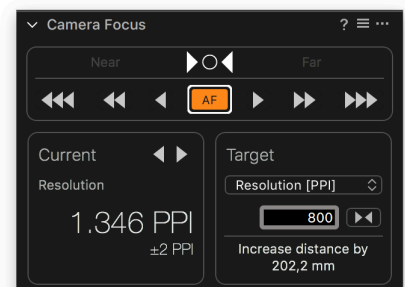 Camera Focus ?
Near Far
AF
Current
Resolution
1.346 PPI
±2 PPI
Target
Resolution [PPI]
800
Increase distance by
202,2 mm